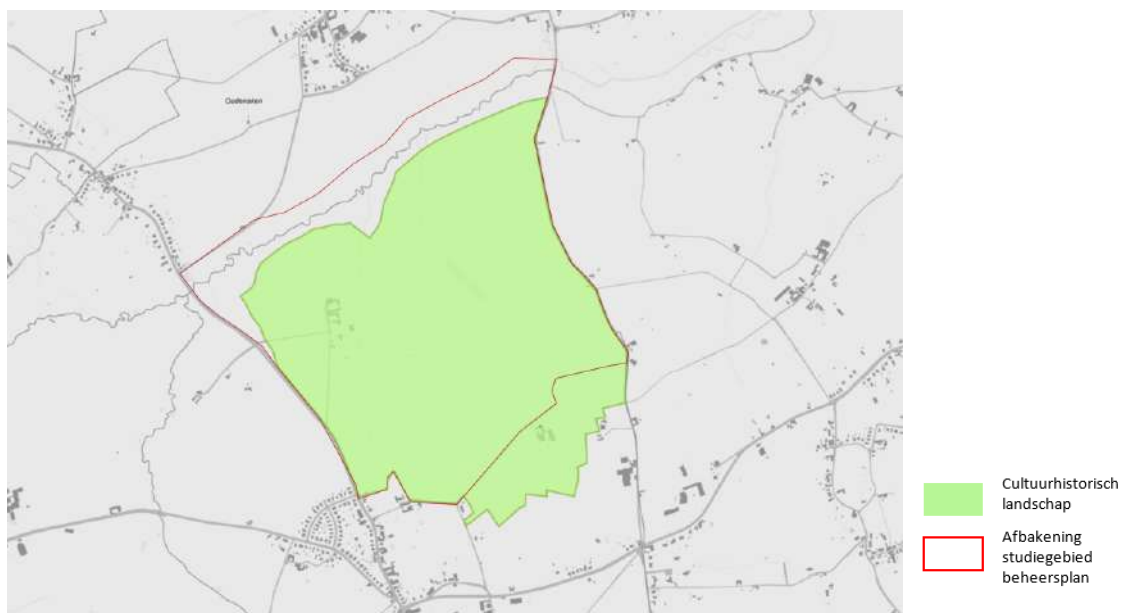 Oudenaken
Cultuurhistorisch
landschap
Afbakening
studiegebied
beheersplan